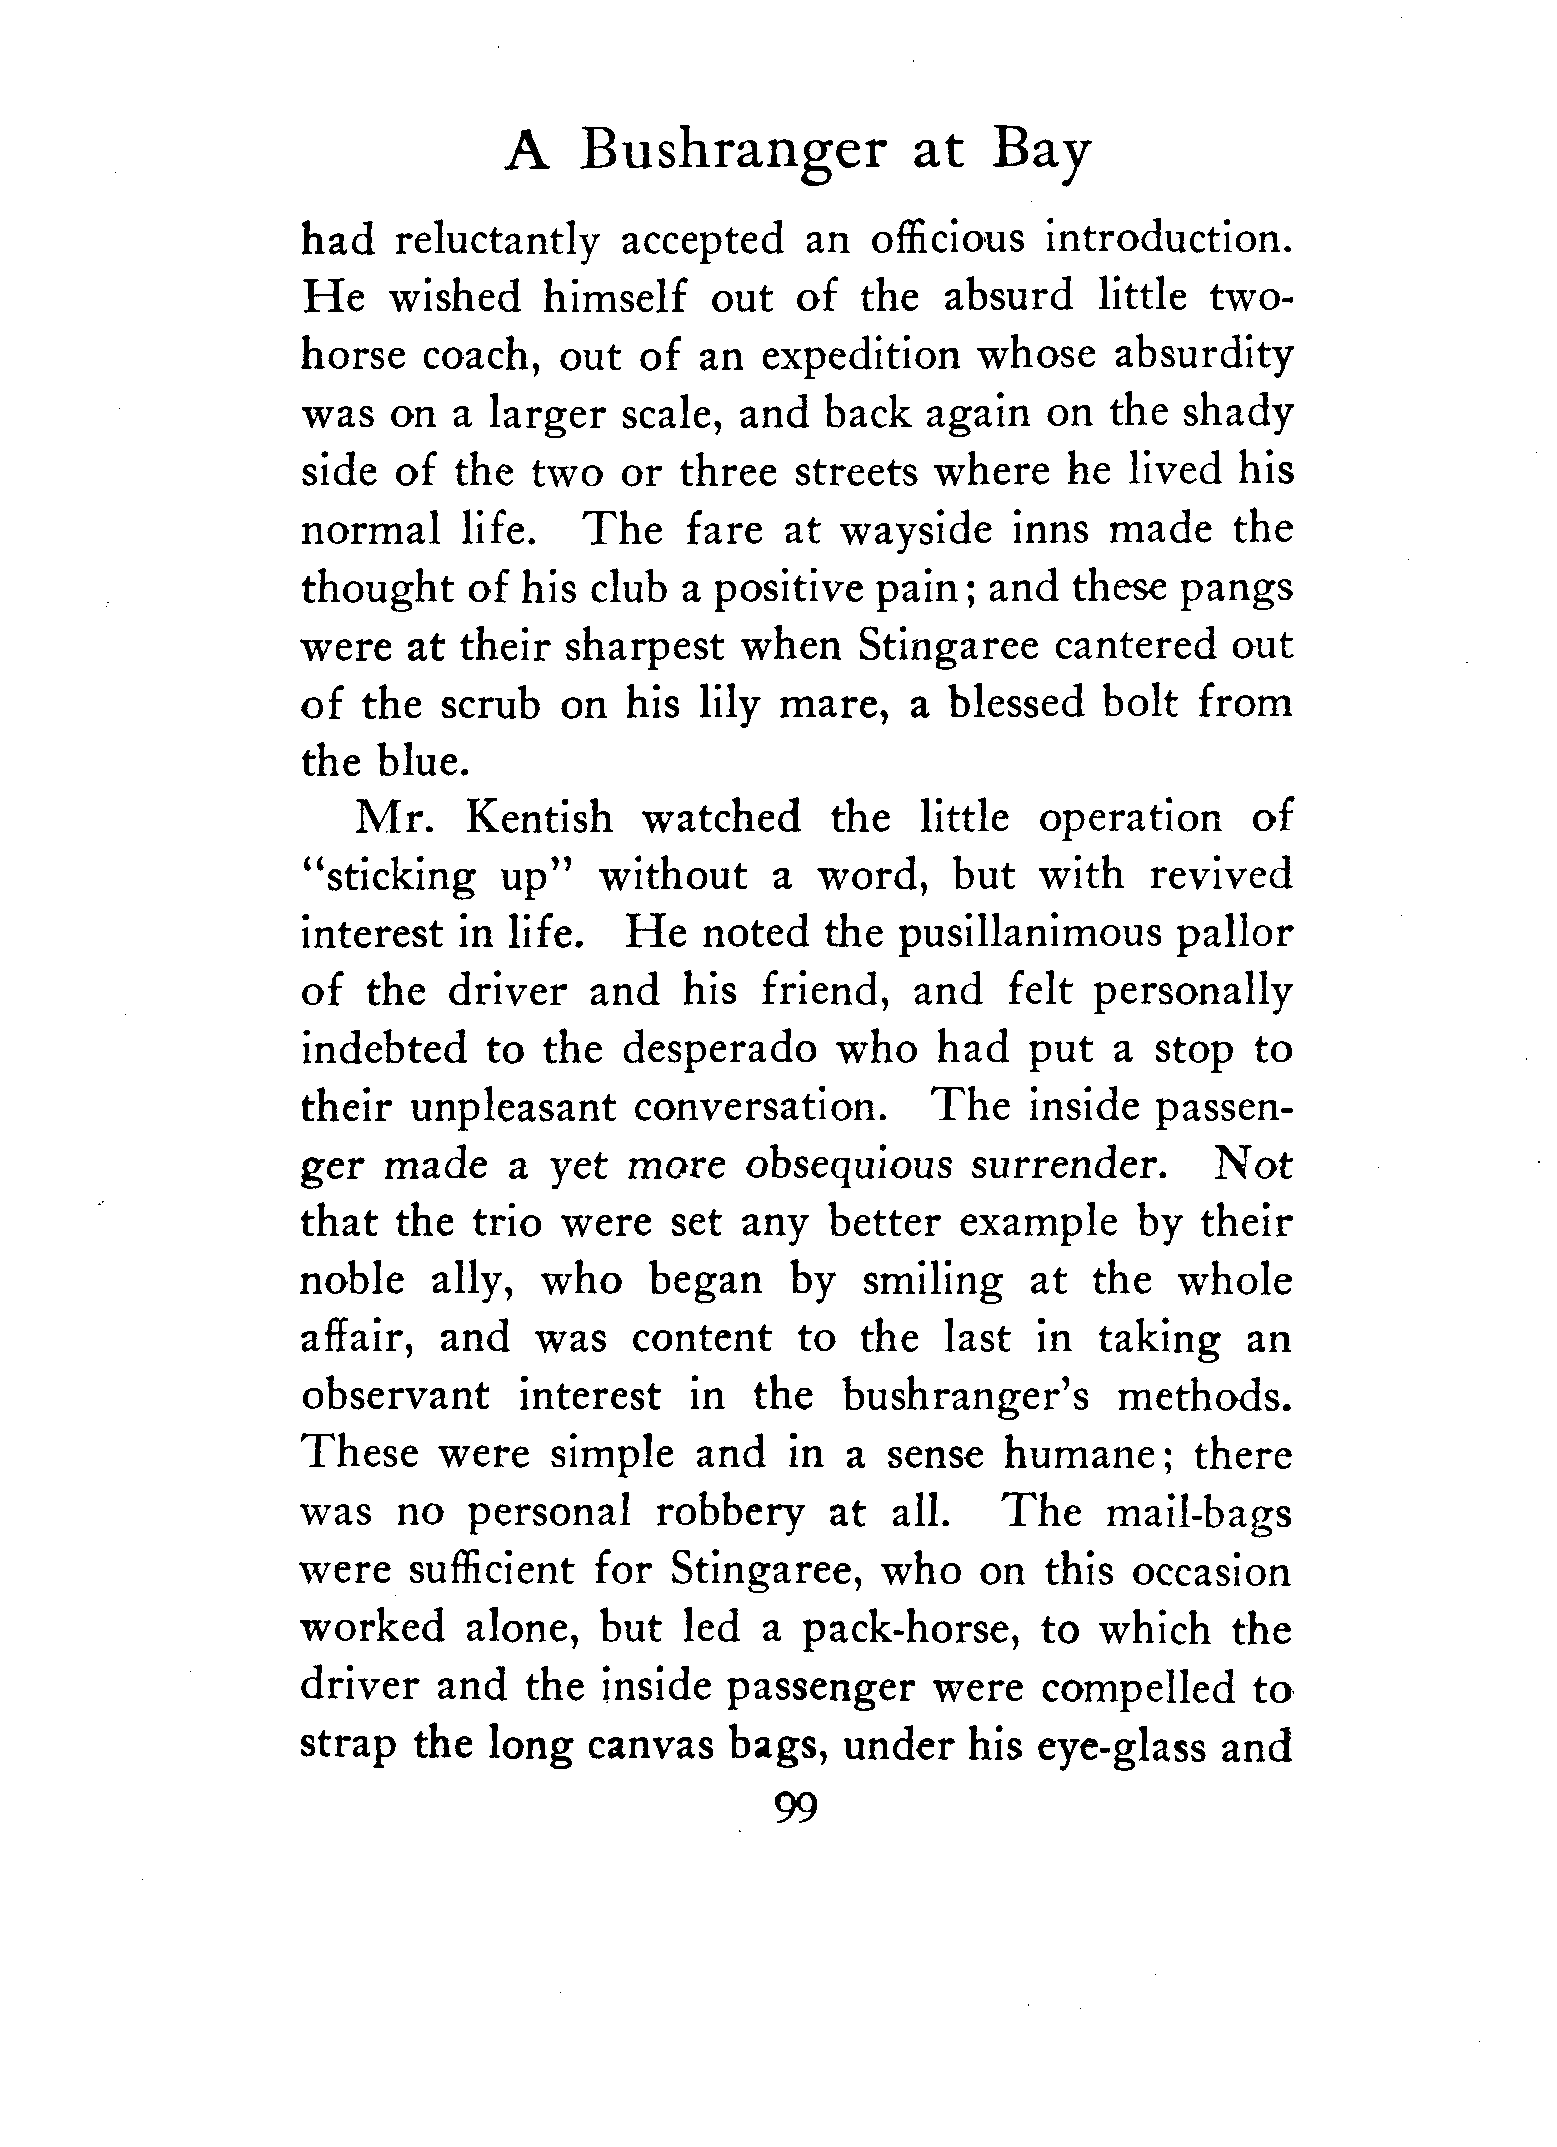 A Bushranger at Bay
had reluctantly accepted an officious introduction.
He wished himself out of the absurd little two-
horse coach, out of an expedition whose absurdity
was on a larger scale, and back again on the shady
side of the two or three streets where he lived his
normal life. The fare at wayside inns made the
thought of his club a positive pain; and these pangs
were at their sharpest when Stingaree cantered out
of the scrub on his lily mare, a blessed bolt from
the blue.
Mr. Kentish watched the little operation of
“sticking up” without a word, but with revived
interest in life. He noted the pusillanimous pallor
of the driver and his friend, and felt personally
indebted to the desperado who had put a stop to
their unpleasant conversation. The inside passen-
ger made a yet more obsequious surrender. Not
that the trio were set any better example by their
noble ally, who began by smiling at the whole
affair, and was content to the last in taking an
observant interest in the bushranger's methods.
These were simple and in a sense humane; there
was no personal robbery at all. The mail-bags
were sufficient for Stingaree, who on this occasion
worked alone, but led a pack-horse, to which the
driver and the inside passenger were compelled to
strap the long canvas bags, under his eye-glass and
99